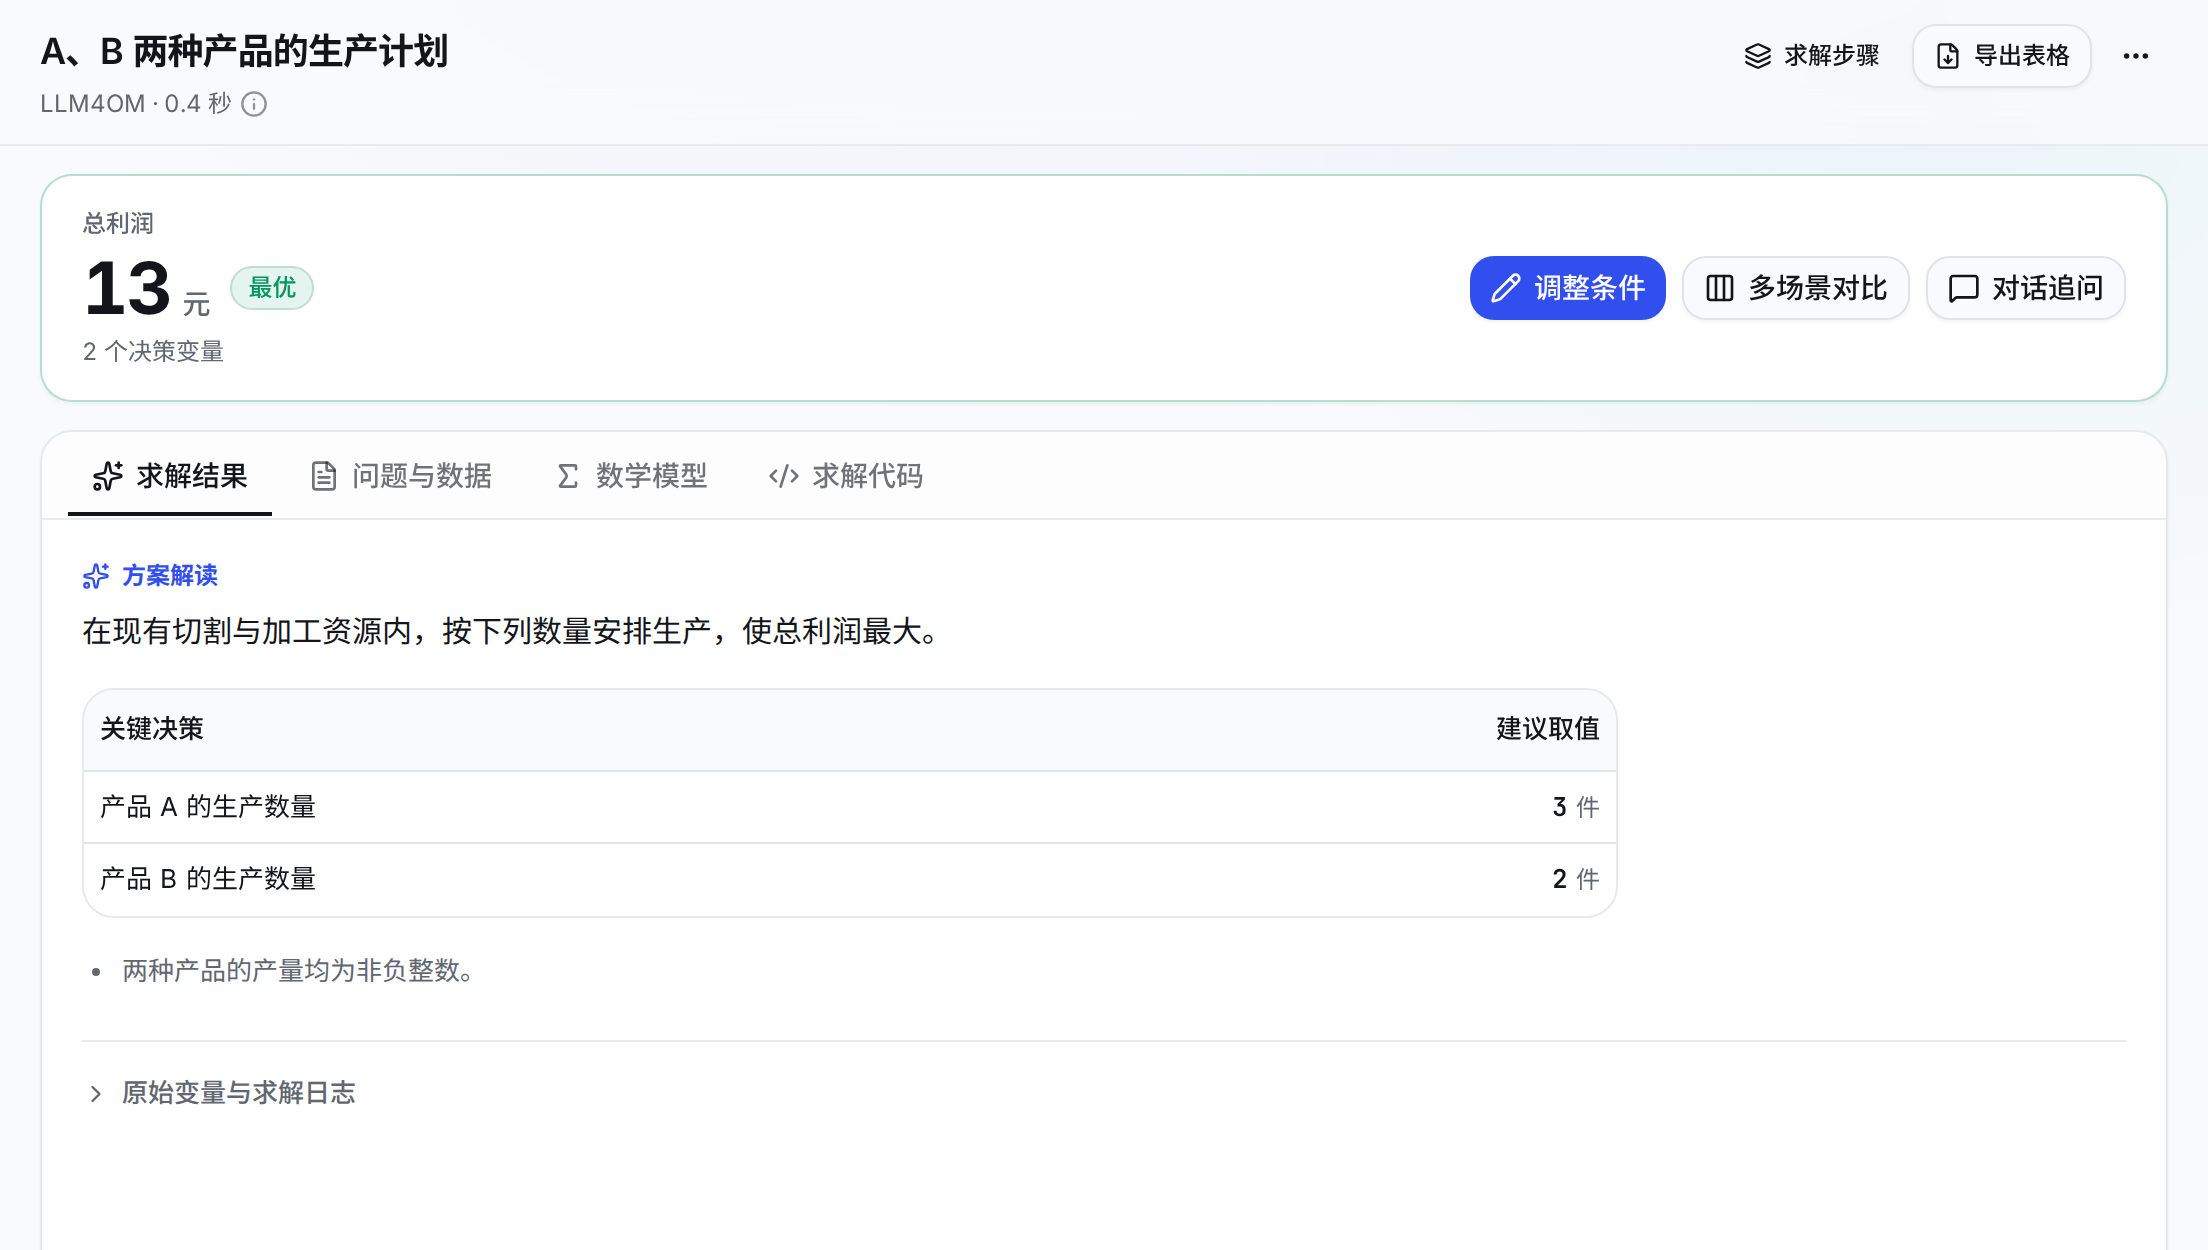 A、B 两种产品的生产计划
求解步骤
导出表格
LLM4OM · 0.4 秒
总利润
13 元 最优
2 个决策变量
调整条件
多场景对比
对话追问
求解结果
问题与数据
数学模型
求解代码
方案解读
在现有切割与加工资源内，按下列数量安排生产，使总利润最大。
关键决策 建议取值
产品 A 的生产数量 3 件
产品 B 的生产数量 2 件
• 两种产品的产量均为非负整数。
原始变量与求解日志